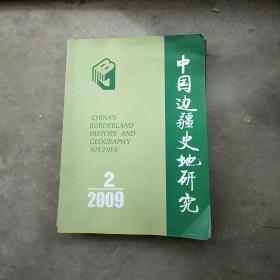 中国边疆史地研究
CHINA'S
BORDERLAND
HISTORY AND
GEOGRAPHY
STUDIES
2
2009